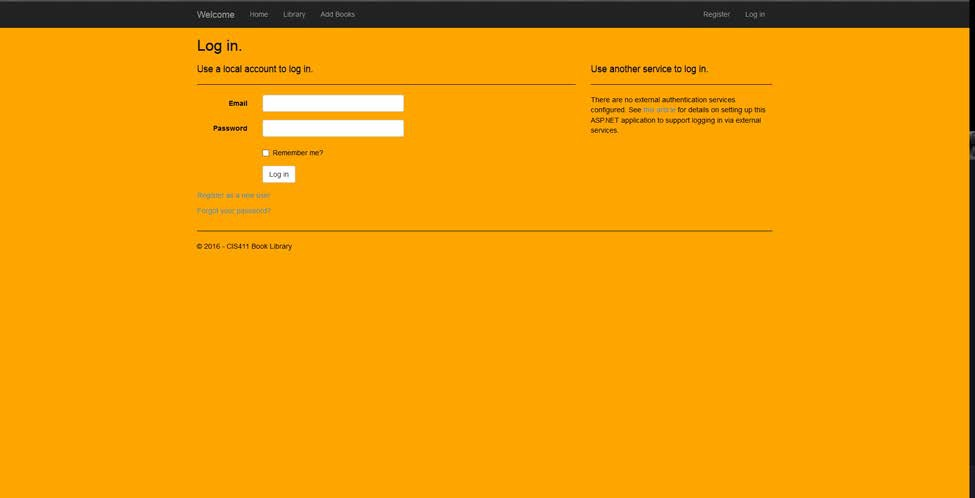 Welcome Home Library Add Books Register Log in
Log in.
Use a local account to log in.
Email
Password
Remember me?
Log in
Register as a new user
Forgot your password?
Use another service to log in.
There are no external authentication services
configured. See this article for details on setting up this
ASP.NET application to support logging in via external
services.
© 2016 - CIS411 Book Library